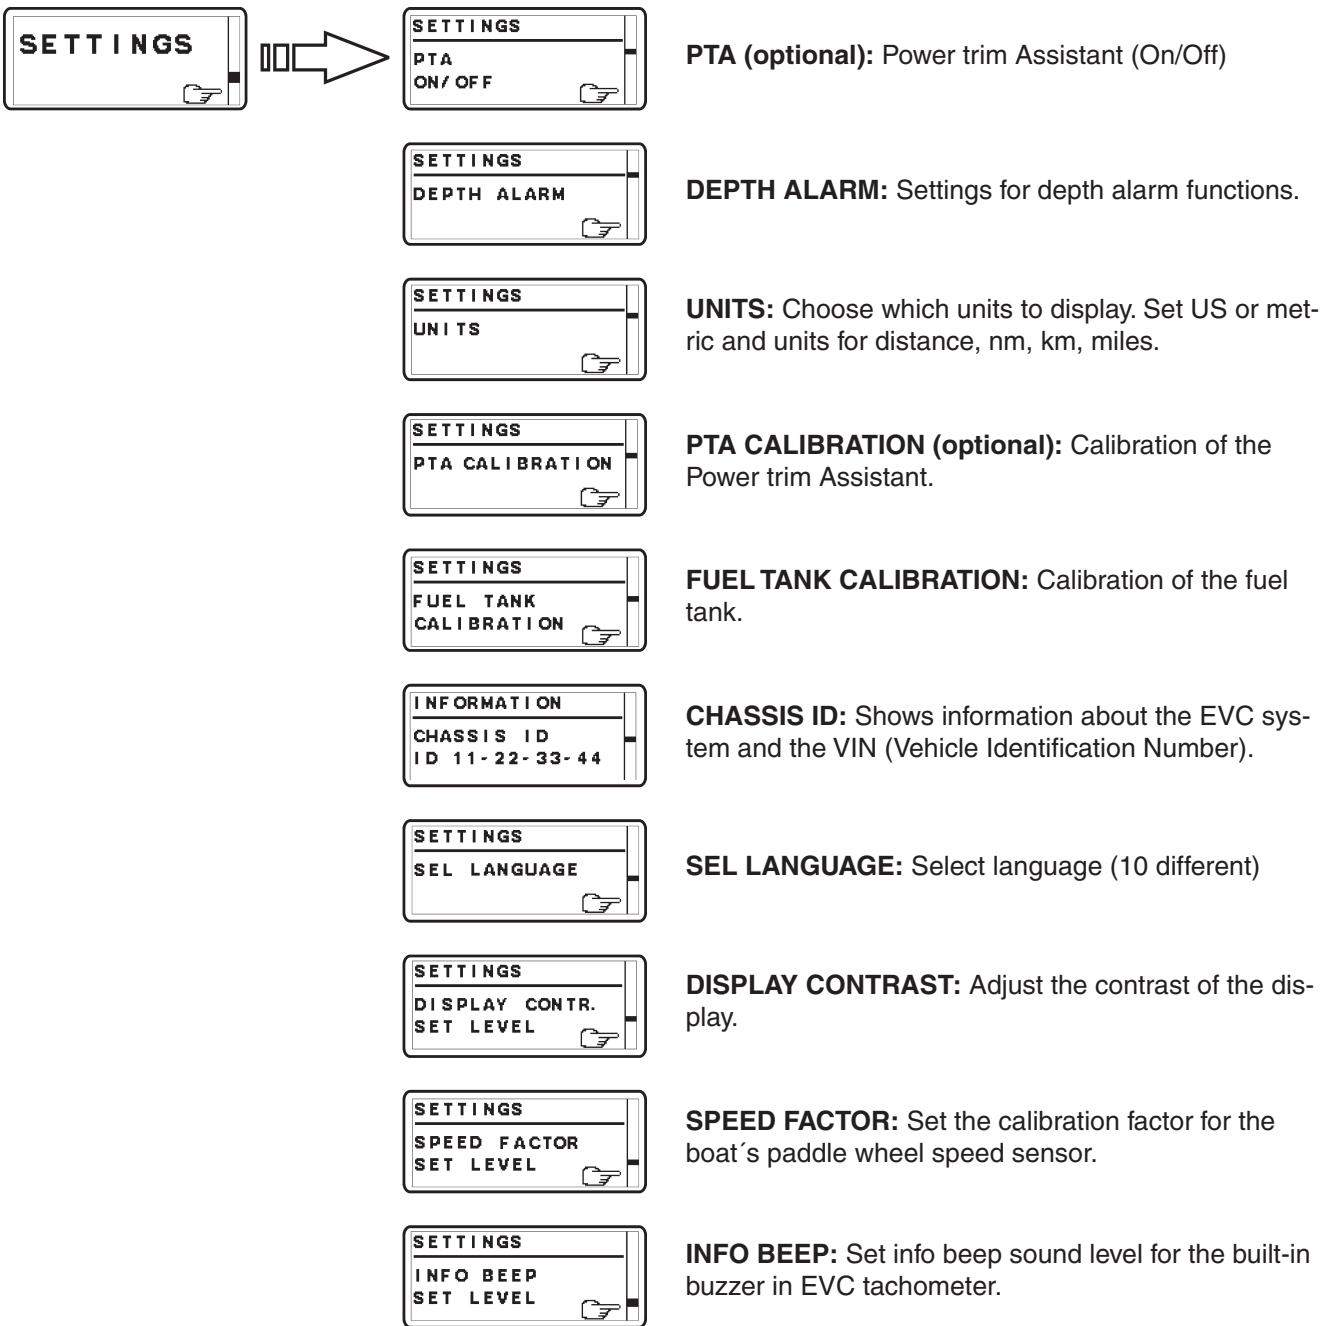 SETTINGS
SETTINGS
PTA
ON/OFF
PTA (optional): Power trim Assistant (On/Off)
SETTINGS
DEPTH ALARM
DEPTH ALARM: Settings for depth alarm functions.
SETTINGS
UNITS
UNITS: Choose which units to display. Set US or met-
ric and units for distance, nm, km, miles.
SETTINGS
PTA CALIBRATION
PTA CALIBRATION (optional): Calibration of the
Power trim Assistant.
SETTINGS
FUEL TANK
CALIBRATION
FUEL TANK CALIBRATION: Calibration of the fuel
tank.
INFORMATION
CHASSIS ID
ID 11-22-33-44
CHASSIS ID: Shows information about the EVC sys-
tem and the VIN (Vehicle Identification Number).
SETTINGS
SEL LANGUAGE
SEL LANGUAGE: Select language (10 different)
SETTINGS
DISPLAY CONTR.
SET LEVEL
DISPLAY CONTRAST: Adjust the contrast of the dis-
play.
SETTINGS
SPEED FACTOR
SET LEVEL
SPEED FACTOR: Set the calibration factor for the
boat´s paddle wheel speed sensor.
SETTINGS
INFO BEEP
SET LEVEL
INFO BEEP: Set info beep sound level for the built-in
buzzer in EVC tachometer.